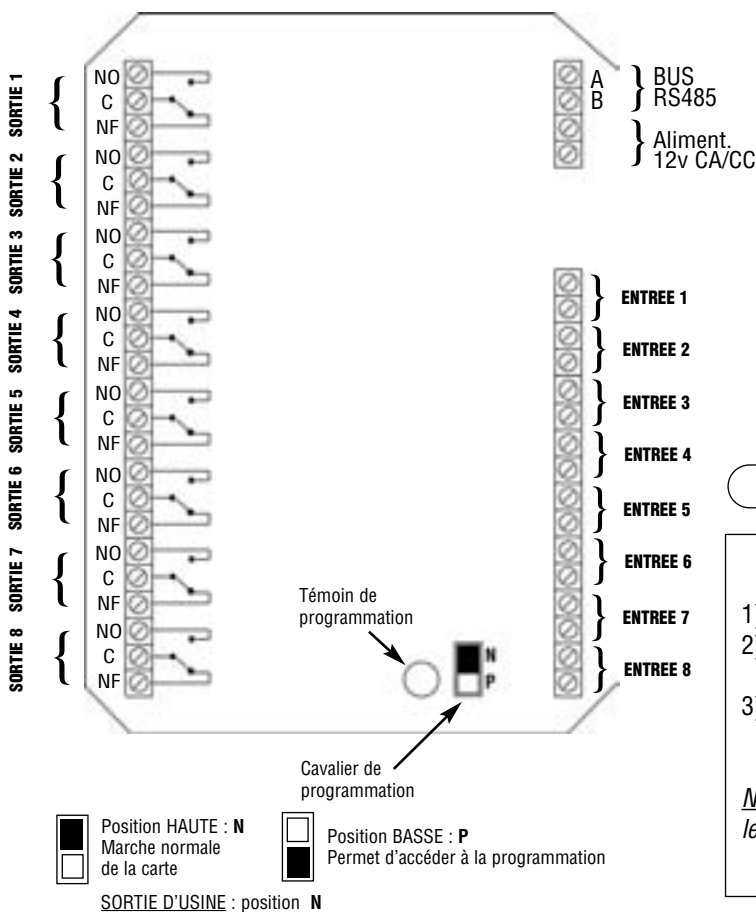 SORTIE 1
NO
C
NF
SORTIE 2
NO
C
NF
SORTIE 3
NO
C
NF
SORTIE 4
NO
C
NF
SORTIE 5
NO
C
NF
SORTIE 6
NO
C
NF
SORTIE 7
NO
C
NF
SORTIE 8
NO
C
NF
A
B
BUS
RS485
Aliment.
12v CA/CC
ENTREE 1
ENTREE 2
ENTREE 3
ENTREE 4
ENTREE 5
ENTREE 6
ENTREE 7
ENTREE 8
Témoin de
programmation
N
P
Cavalier de
programmation
Position HAUTE : N
Marche normale
de la carte
Position BASSE : P
Permet d'accéder à la programmation
SORTIE D'USINE : position N
1)
2)
3)
N
le